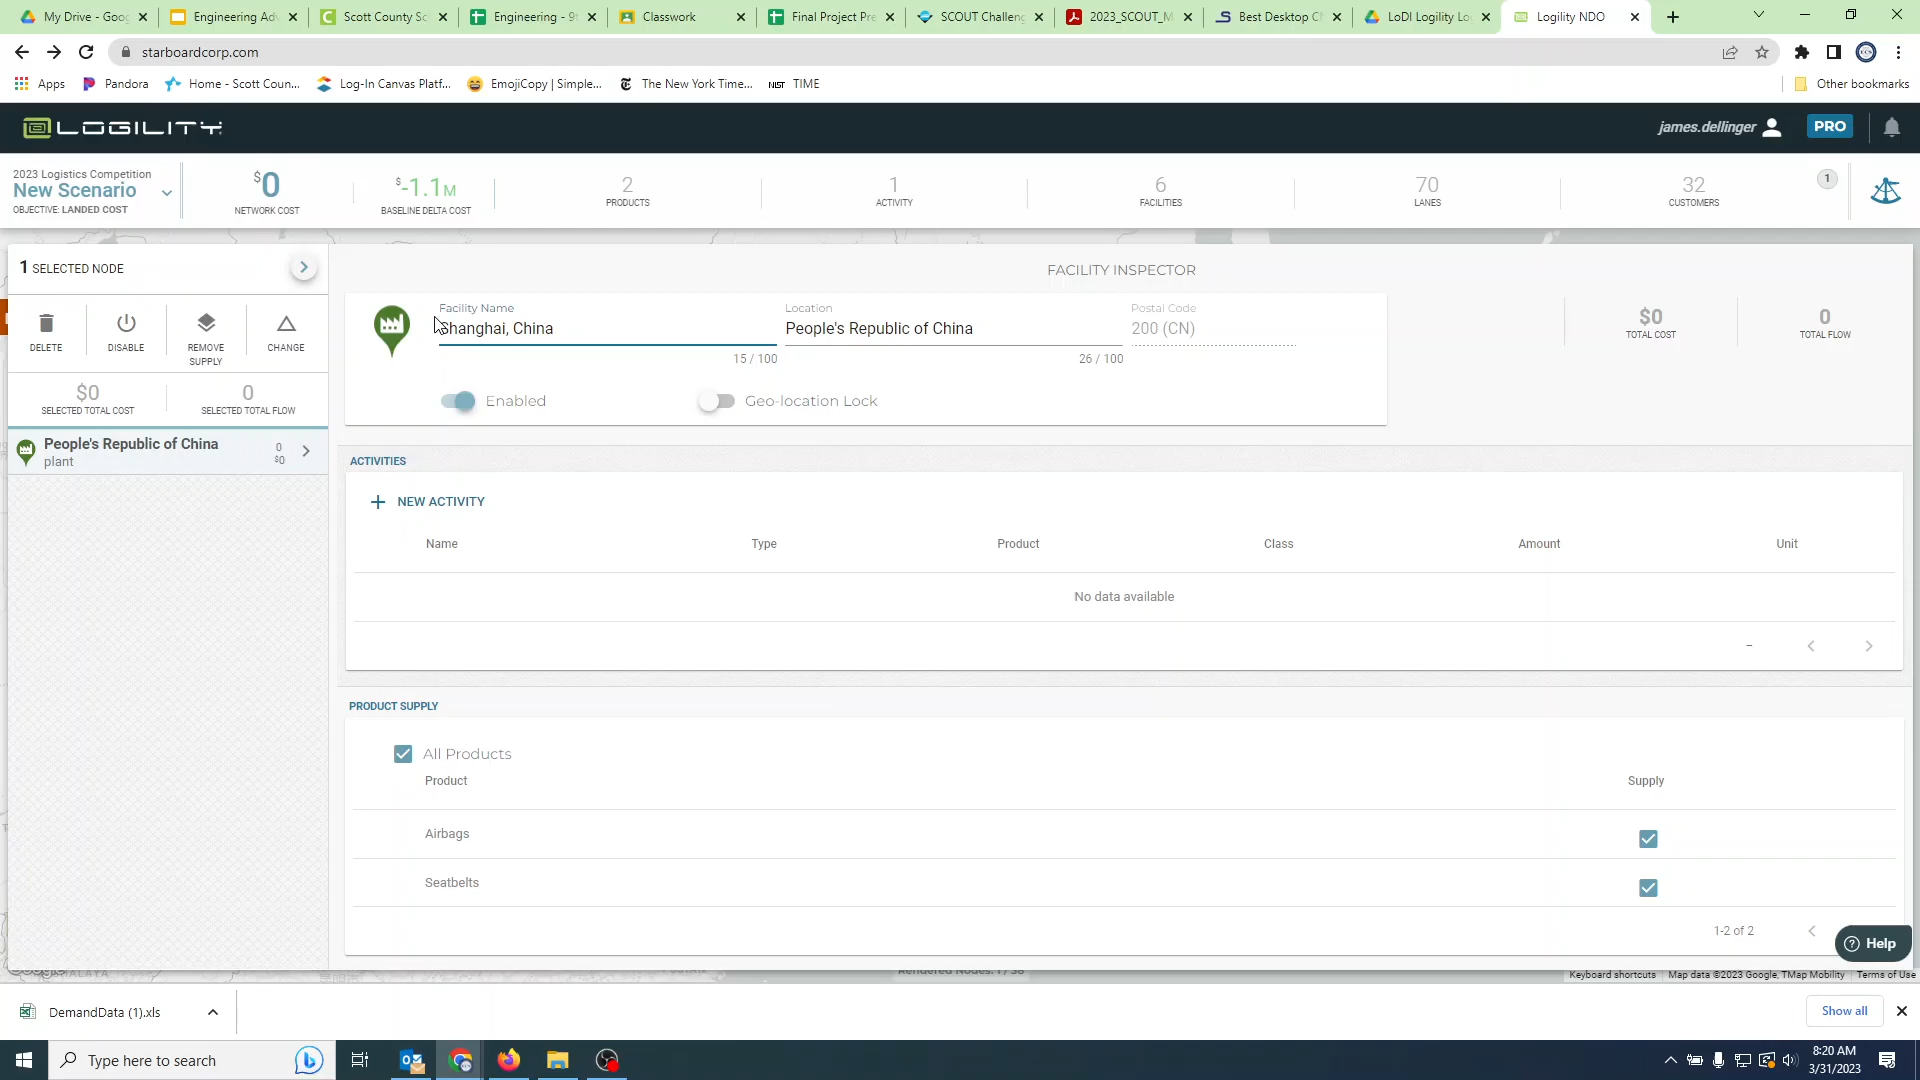 My Drive - Goog
Engineering Adv
Scott County Sc
Engineering - 9t
Classwork
Final Project Pre
SCOUT Challeng
2023_SCOUT_M
Best Desktop Ch
LoDI Logility Lo
Logility NDO
starboardcorp.com
Apps
Pandora
Home - Scott Coun...
Log-In Canvas Platf...
EmojiCopy | Simple...
The New York Time...
NIST TIME
Other bookmarks
LOGILITY
james.dellinger
PRO
2023 Logistics Competition
New Scenario
OBJECTIVE: LANDED COST
$0
NETWORK COST
$-1.1M
BASELINE DELTA COST
2
PRODUCTS
1
ACTIVITY
6
FACILITIES
70
LANES
32
CUSTOMERS
1
1 SELECTED NODE
DELETE
DISABLE
REMOVE SUPPLY
CHANGE
$0
SELECTED TOTAL COST
0
SELECTED TOTAL FLOW
People's Republic of China
plant
0
$0
FACILITY INSPECTOR
Facility Name
Shanghai, China
15 / 100
Location
People's Republic of China
26 / 100
Postal Code
200 (CN)
Enabled
Geo-location Lock
$0
TOTAL COST
0
TOTAL FLOW
ACTIVITIES
+ NEW ACTIVITY
Name
Type
Product
Class
Amount
Unit
No data available
–
PRODUCT SUPPLY
All Products
Product
Supply
Airbags
Seatbelts
1-2 of 2
Help
Keyboard shortcuts
Map data ©2023 Google, TMap Mobility
Terms of Use
DemandData (1).xls
Show all
Type here to search
8:20 AM
3/31/2023